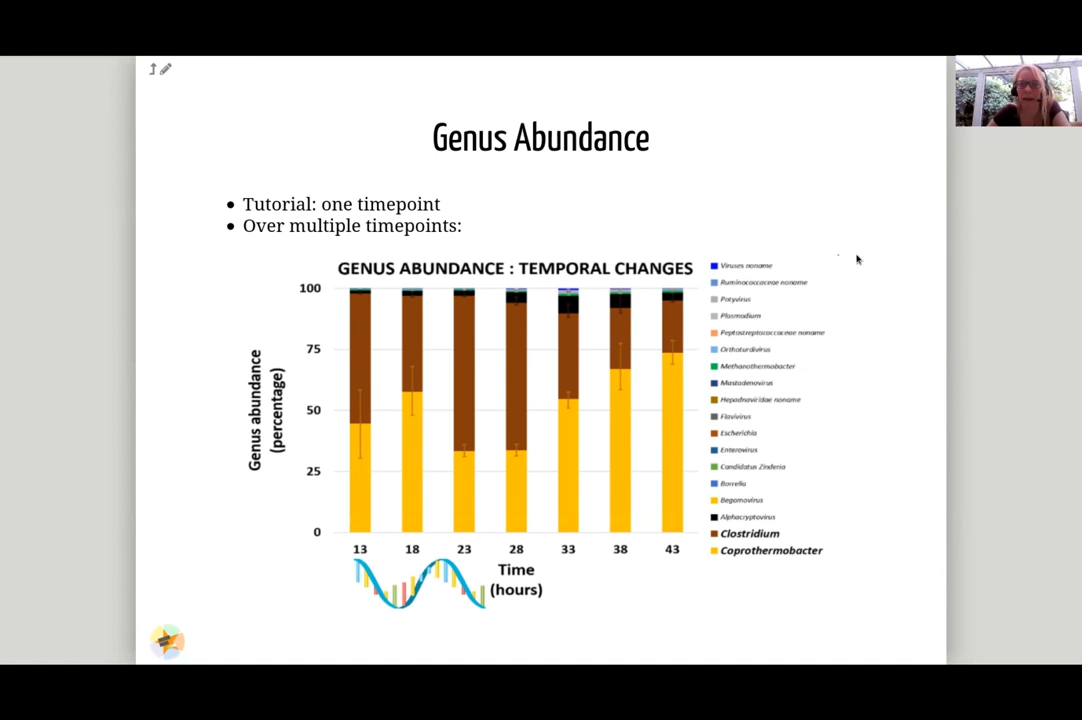 Genus Abundance
Tutorial: one timepoint
Over multiple timepoints:
GENUS ABUNDANCE : TEMPORAL CHANGES
Genus abundance
(percentage)
100
75
50
25
0
13 18 23 28 33 38 43
Time
(hours)
Viruses noname
Ruminococcaceae noname
Potyvirus
Plasmodium
Peptostreptococcaceae noname
Orthoturdivirus
Methanothermobacter
Mastadenovirus
Hepadnaviridae noname
Flavivirus
Escherichia
Enterovirus
Candidatus Zinderia
Borrelia
Begomovirus
Alphacryptovirus
Clostridium
Coprothermobacter